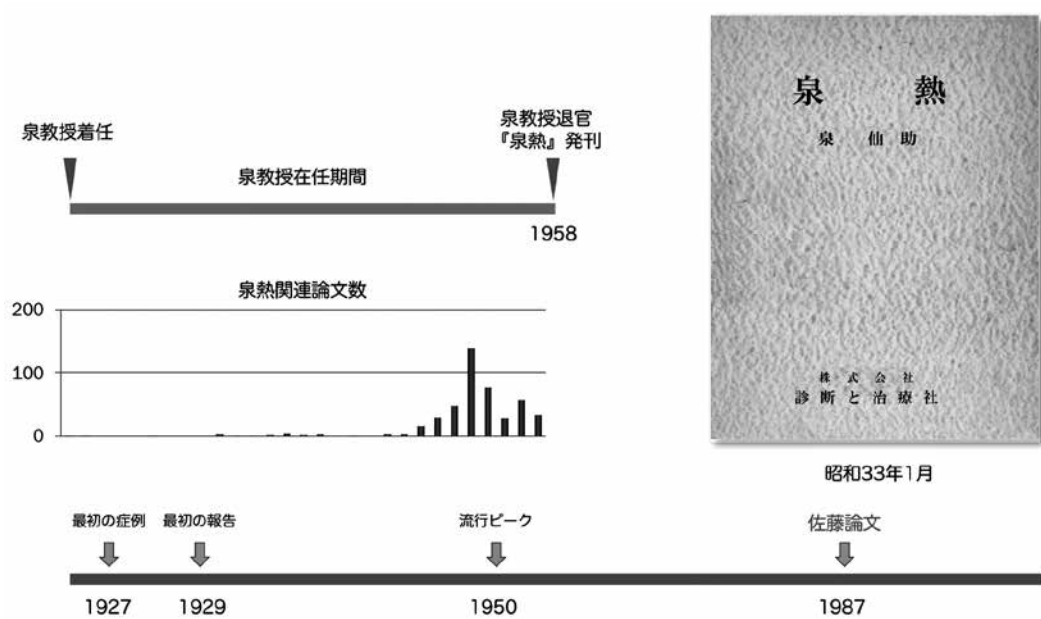 泉教授着任
泉教授退官
『泉熱』発刊
泉教授在任期間
1958
泉熱関連論文数
200
100
0
泉 熱
泉 仙助
株式会社
診断と治療社
昭和33年1月
最初の症例
最初の報告
流行ピーク
佐藤論文
1927
1929
1950
1987